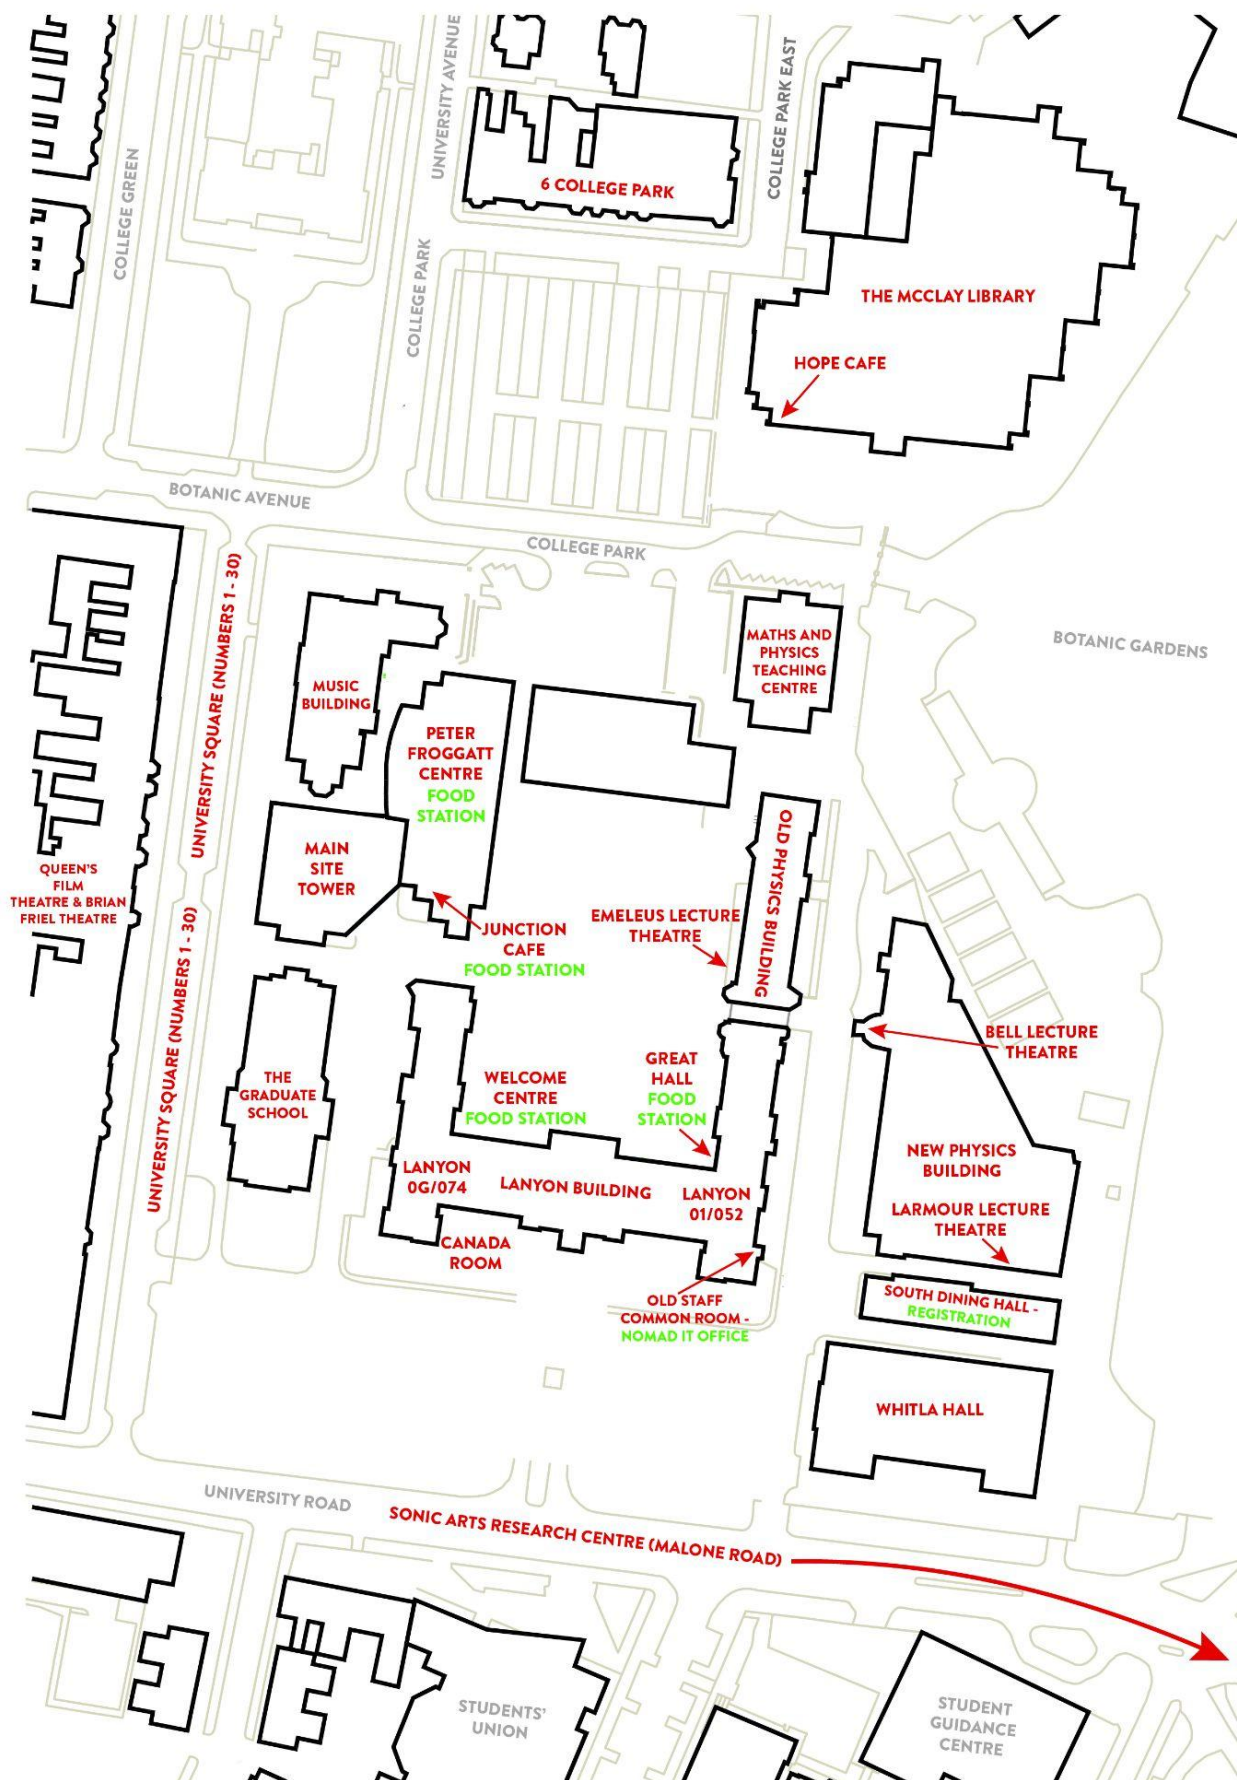 UNIVERSITY AVENUE
COLLEGE PARK EAST
COLLEGE GREEN
6 COLLEGE PARK
COLLEGE PARK
THE MCCLAY LIBRARY
HOPE CAFE
BOTANIC AVENUE
COLLEGE PARK
UNIVERSITY SQUARE (NUMBERS 1 - 30)
BOTANIC GARDENS
MATHS AND
PHYSICS
TEACHING
CENTRE
MUSIC
BUILDING
PETER
FROGGATT
CENTRE
FOOD
STATION
OLD PHYSICS BUILDING
MAIN
SITE
TOWER
QUEEN'S
FILM
THEATRE & BRIAN
FRIEL THEATRE
UNIVERSITY SQUARE (NUMBERS 1 - 30)
JUNCTION
CAFE
FOOD STATION
EMELEUS LECTURE
THEATRE
BELL LECTURE
THEATRE
THE
GRADUATE
SCHOOL
WELCOME
CENTRE
FOOD STATION
GREAT
HALL
FOOD
STATION
NEW PHYSICS
BUILDING
LANYON
0G/074
LANYON BUILDING
LANYON
01/052
LARMOUR LECTURE
THEATRE
CANADA
ROOM
OLD STAFF
COMMON ROOM -
NOMAD IT OFFICE
SOUTH DINING HALL -
REGISTRATION
WHITLA HALL
UNIVERSITY ROAD
SONIC ARTS RESEARCH CENTRE (MALONE ROAD)
STUDENTS'
UNION
STUDENT
GUIDANCE
CENTRE